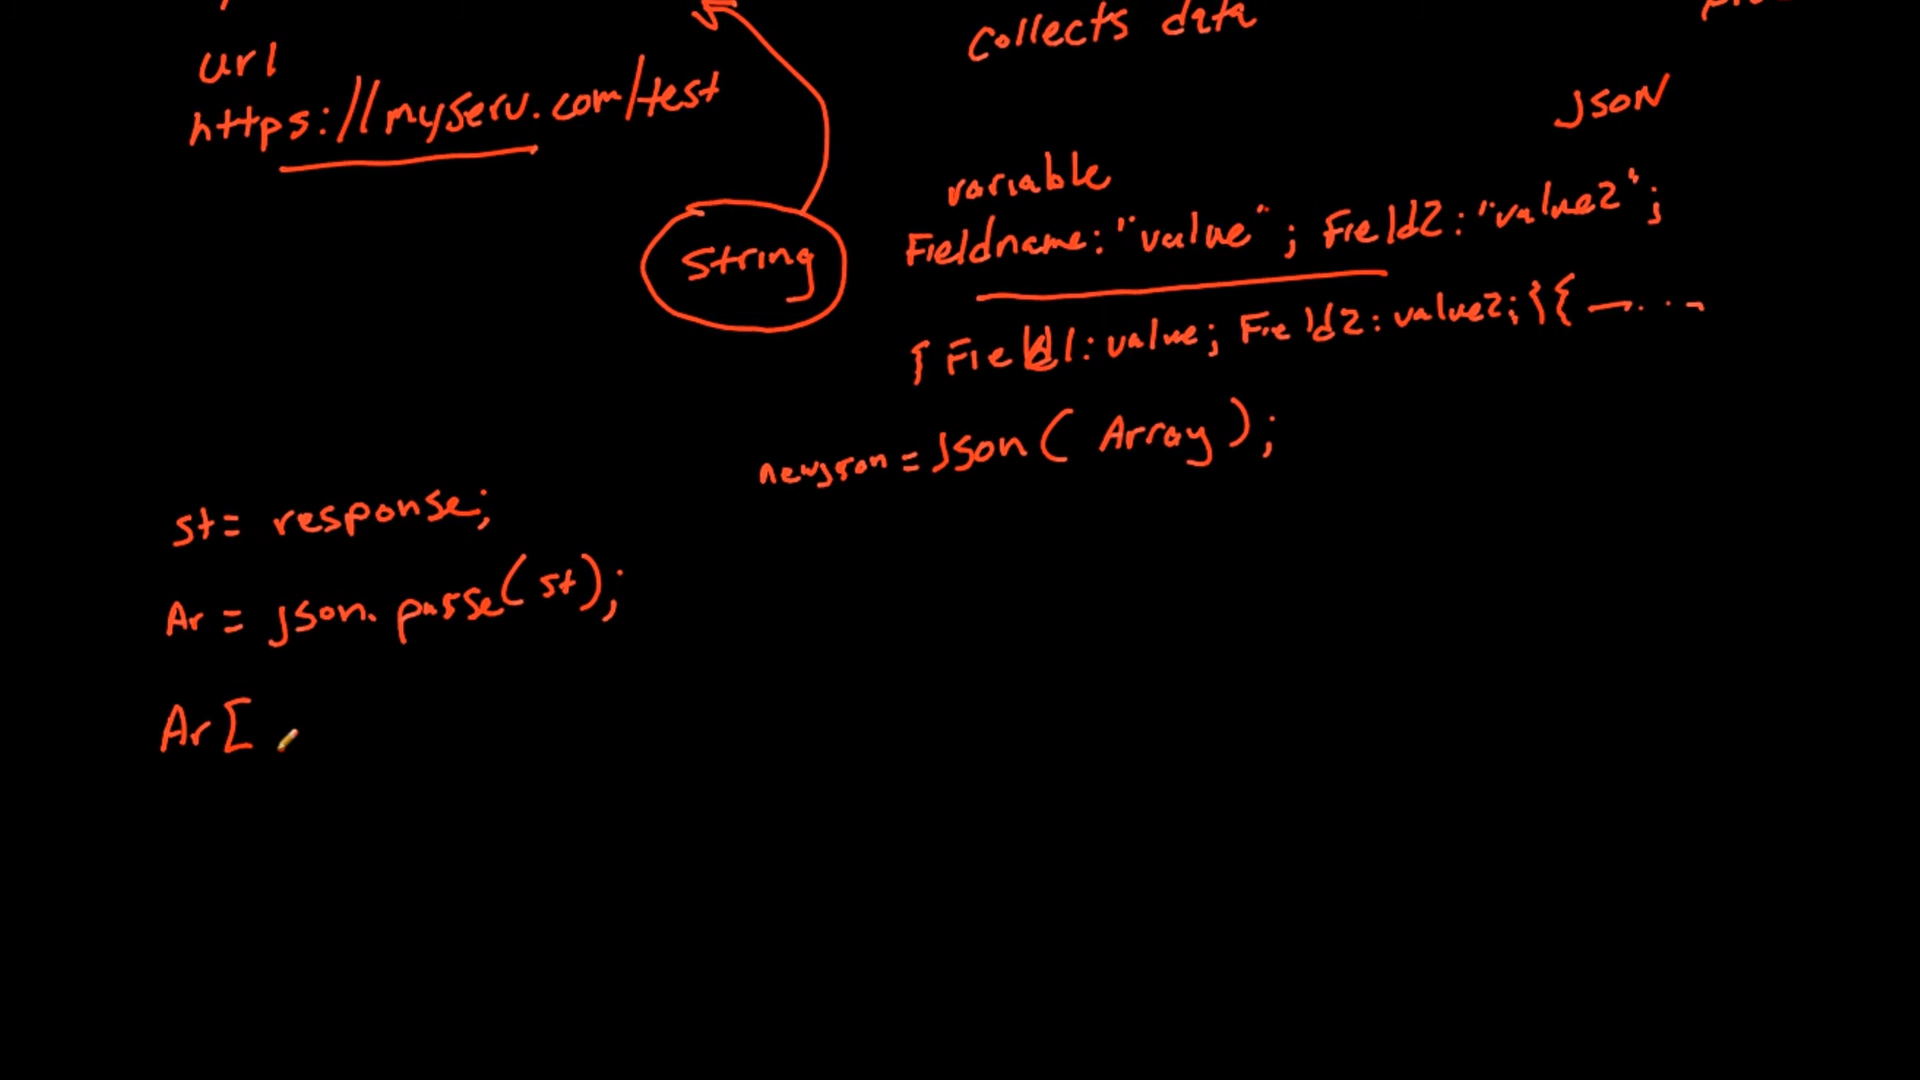 url
https://myserv.com/test
Collects data
JSON
variable
Fieldname: "value"; Field2: "value2";
String
{ Field1: value; Field2: value2; }{ — . . ,
newjson = Json( Array );
st = response;
Ar = json.parse(st);
Ar [